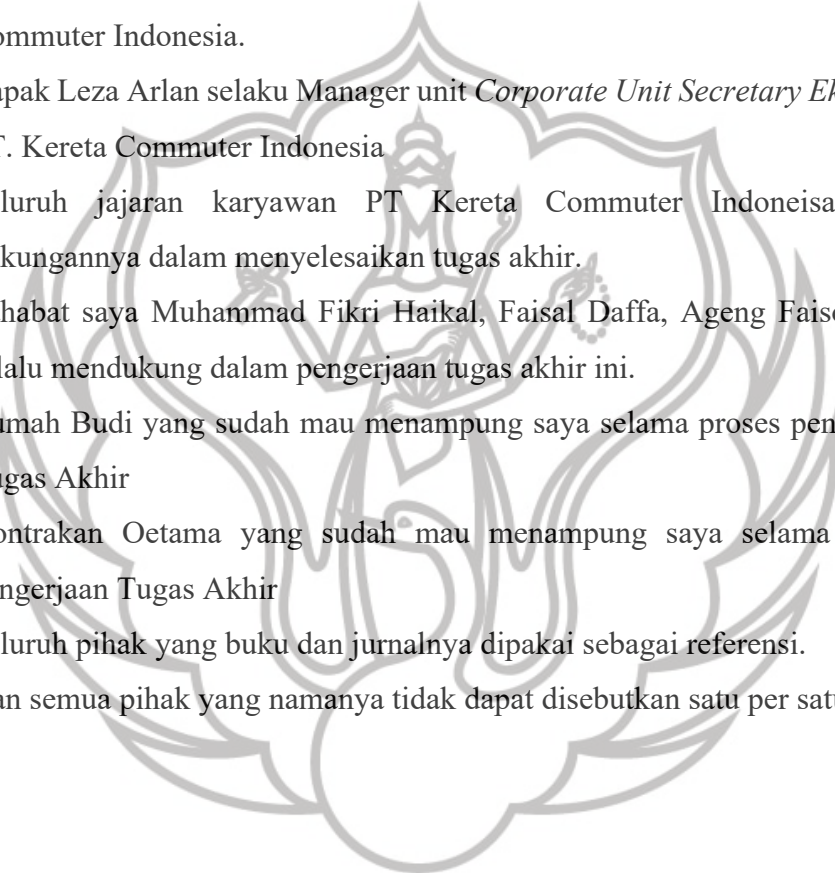 ommuter Indonesia.
apak Leza Arlan selaku Manager unit Corporate Unit Secretary Ek
T. Kereta Commuter Indonesia
luruh jajaran karyawan PT Kereta Commuter Indoneisa
kungannya dalam menyelesaikan tugas akhir.
habat saya Muhammad Fikri Haikal, Faisal Daffa, Ageng Faiso
lalu mendukung dalam pengerjaan tugas akhir ini.
umah Budi yang sudah mau menampung saya selama proses pen
ugas Akhir
ontrakan Oetama yang sudah mau menampung saya selama
ngerjaan Tugas Akhir
luruh pihak yang buku dan jurnalnya dipakai sebagai referensi.
an semua pihak yang namanya tidak dapat disebutkan satu per satu